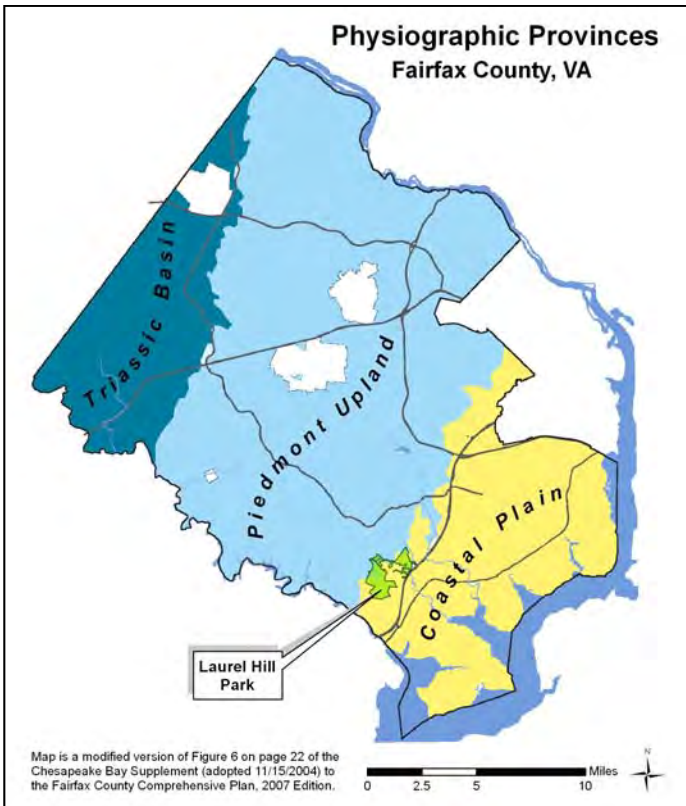 Physiographic Provinces
Fairfax County, VA
Triassic Basin
Piedmont Upland
Coastal Plain
Laurel Hill
Park
Map is a modified version of Figure 6 on page 22 of the
Chesapeake Bay Supplement (adopted 11/15/2004) to
the Fairfax County Comprehensive Plan, 2007 Edition.
Miles
0 2.5 5 10
N